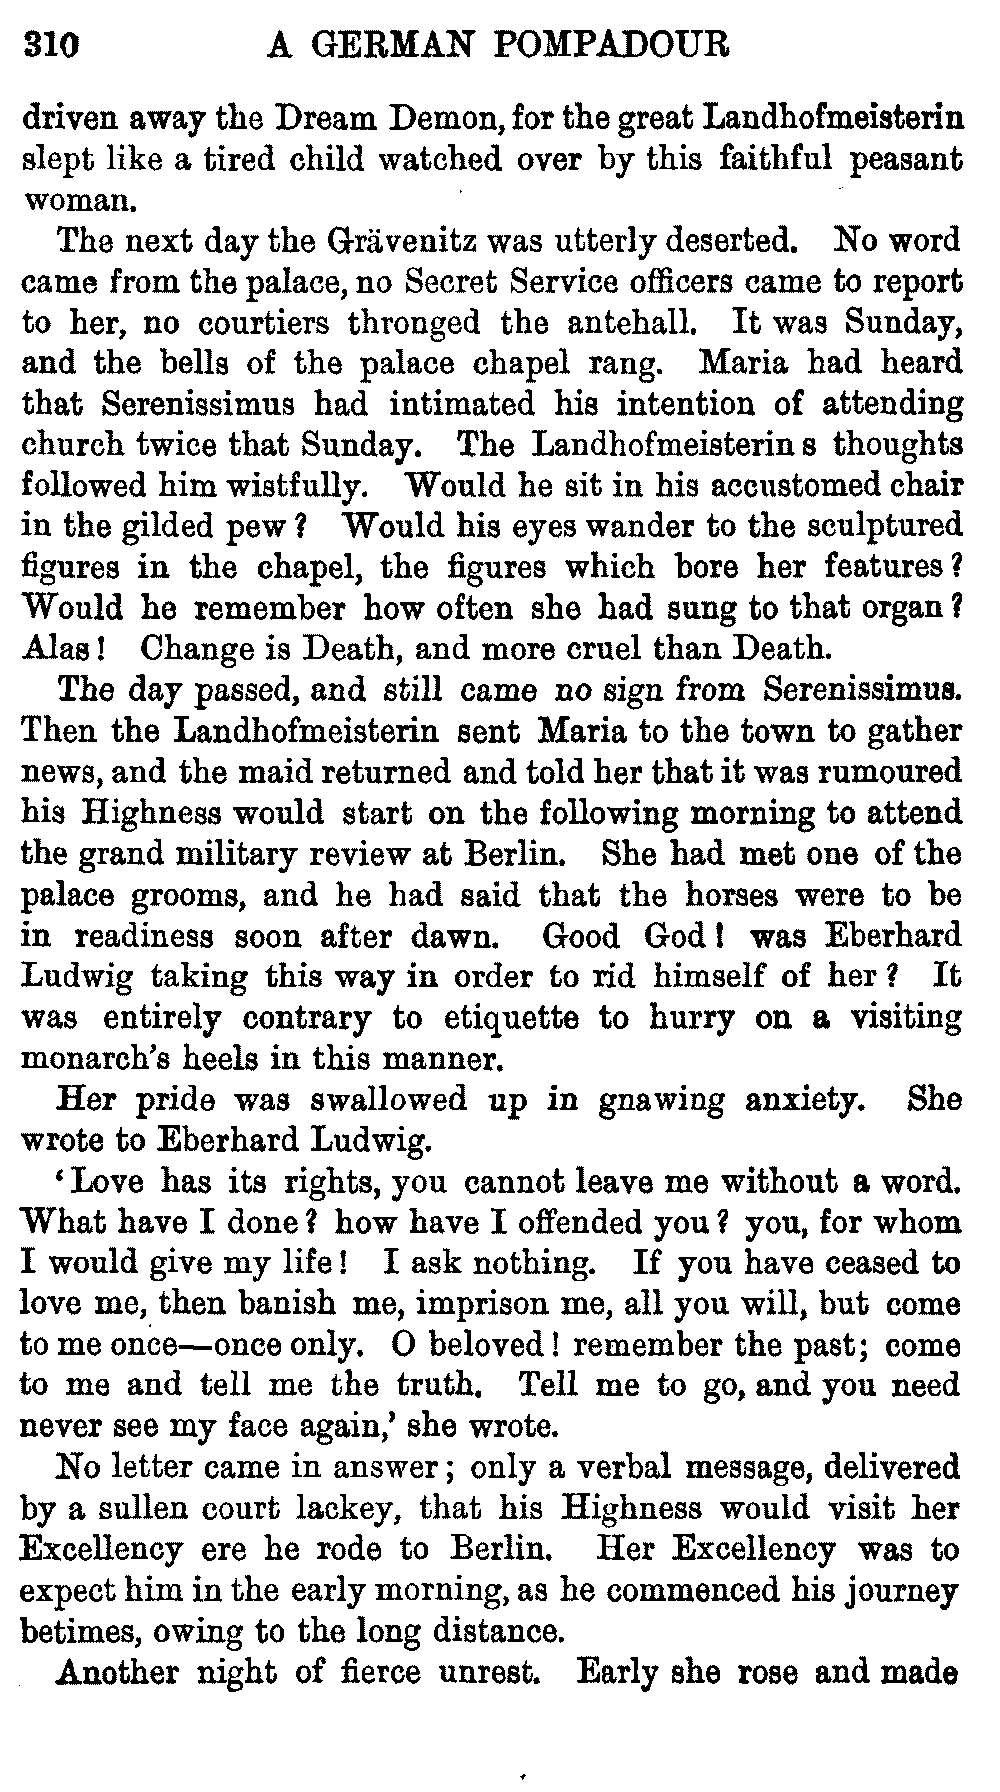 310 A GERMAN POMPADOUR
driven away the Dream Demon, for the great Landhofmeisterin
slept like a tired child watched over by this faithful peasant
woman.
The next day the Grävenitz was utterly deserted. No word
came from the palace, no Secret Service officers came to report
to her, no courtiers thronged the antehall. It was Sunday,
and the bells of the palace chapel rang. Maria had heard
that Serenissimus had intimated his intention of attending
church twice that Sunday. The Landhofmeisterin s thoughts
followed him wistfully. Would he sit in his accustomed chair
in the gilded pew? Would his eyes wander to the sculptured
figures in the chapel, the figures which bore her features?
Would he remember how often she had sung to that organ?
Alas! Change is Death, and more cruel than Death.
The day passed, and still came no sign from Serenissimus.
Then the Landhofmeisterin sent Maria to the town to gather
news, and the maid returned and told her that it was rumoured
his Highness would start on the following morning to attend
the grand military review at Berlin. She had met one of the
palace grooms, and he had said that the horses were to be
in readiness soon after dawn. Good God! was Eberhard
Ludwig taking this way in order to rid himself of her? It
was entirely contrary to etiquette to hurry on a visiting
monarch's heels in this manner.
Her pride was swallowed up in gnawing anxiety. She
wrote to Eberhard Ludwig.
'Love has its rights, you cannot leave me without a word.
What have I done? how have I offended you? you, for whom
I would give my life! I ask nothing. If you have ceased to
love me, then banish me, imprison me, all you will, but come
to me once—once only. O beloved! remember the past; come
to me and tell me the truth. Tell me to go, and you need
never see my face again,' she wrote.
No letter came in answer; only a verbal message, delivered
by a sullen court lackey, that his Highness would visit her
Excellency ere he rode to Berlin. Her Excellency was to
expect him in the early morning, as he commenced his journey
betimes, owing to the long distance.
Another night of fierce unrest. Early she rose and made